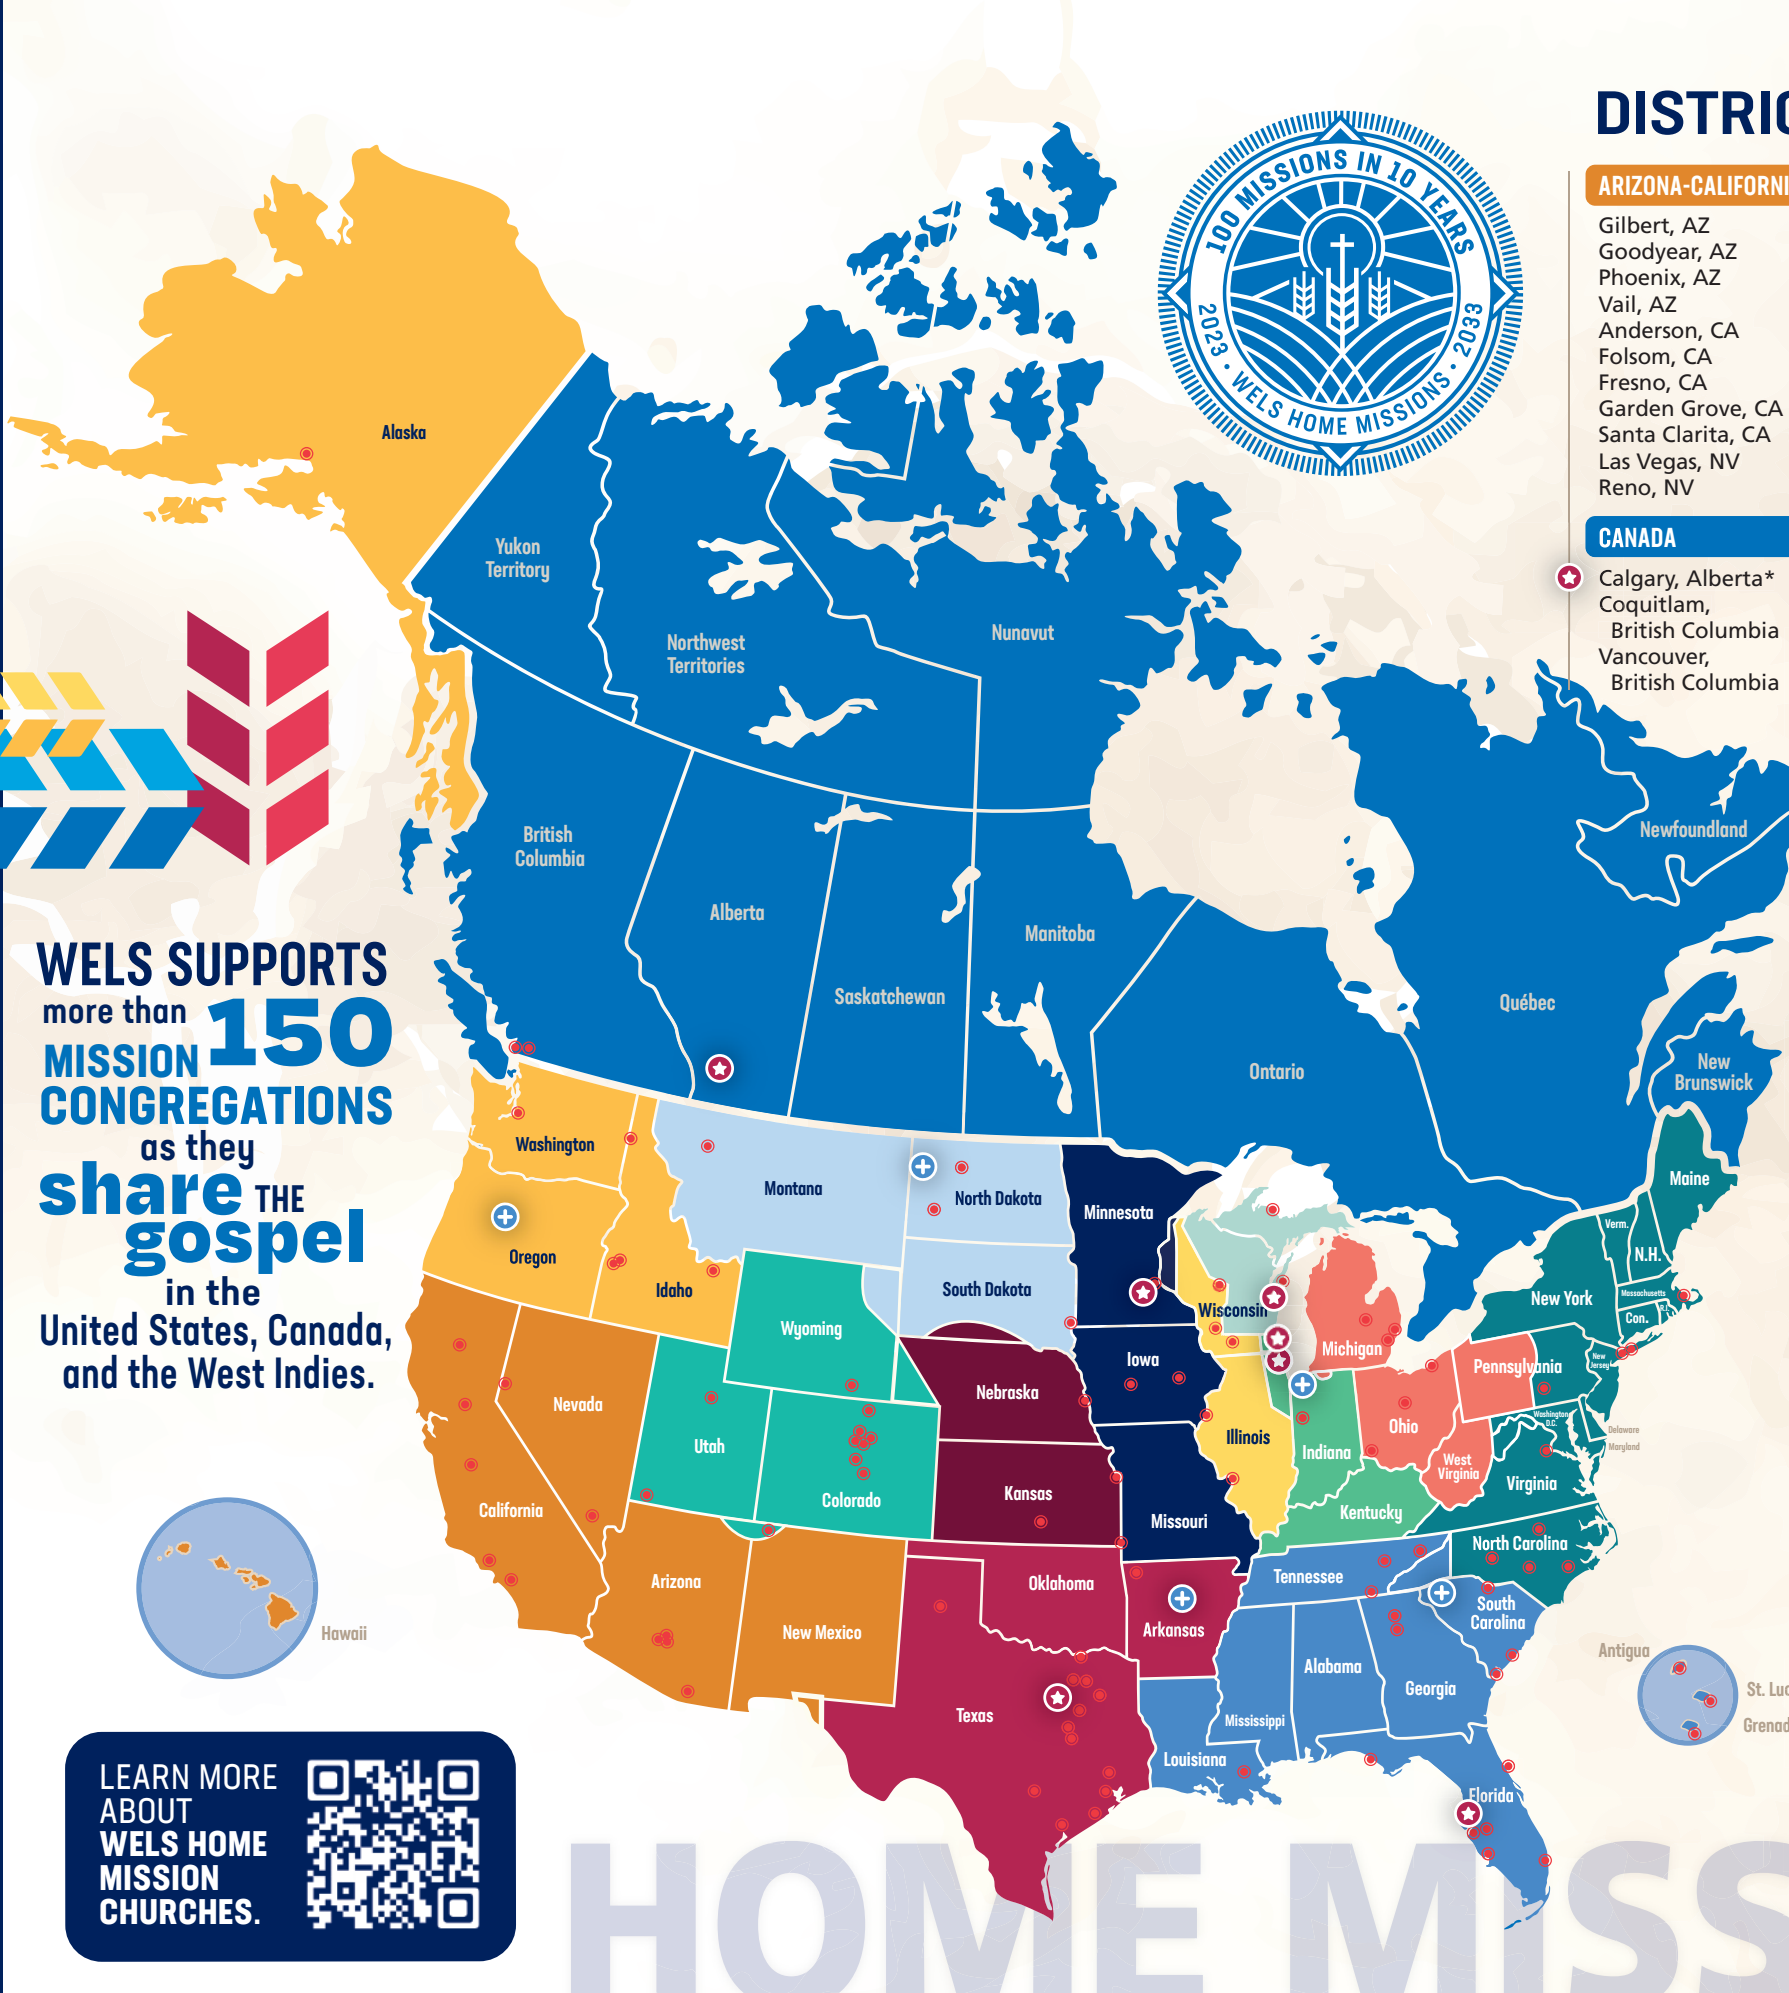 100 MISSIONS IN 10 YEARS
2023 • WELS HOME MISSIONS • 2033
ARIZONA-CALIFORNI
Gilbert, AZ
Goodyear, AZ
Phoenix, AZ
Vail, AZ
Anderson, CA
Folsom, CA
Fresno, CA
Garden Grove, CA
Santa Clarita, CA
Las Vegas, NV
Reno, NV
CANADA
Calgary, Alberta*
Coquitlam,
British Columbia
Vancouver,
British Columbia
Alaska
Yukon
Territory
Northwest
Territories
Nunavut
British
Columbia
Alberta
Saskatchewan
Manitoba
Ontario
Québec
Newfoundland
New
Brunswick
WELS SUPPORTS
more than 150
MISSION
CONGREGATIONS
as they
share THE
gospel
in the
United States, Canada,
and the West Indies.
Washington
Oregon
Idaho
Montana
North Dakota
South Dakota
Minnesota
Wisconsin
Michigan
Maine
Verm.
N.H.
Massachusetts
R.I.
Con.
New York
New
Jersey
Pennsylvania
Washington
D.C.
Delaware
Maryland
Wyoming
Nebraska
Iowa
Illinois
Indiana
Ohio
West
Virginia
Virginia
Nevada
Utah
Colorado
California
Kansas
Missouri
Kentucky
North Carolina
Tennessee
South
Carolina
Arizona
New Mexico
Oklahoma
Arkansas
Texas
Louisiana
Mississippi
Alabama
Georgia
Florida
Hawaii
Antigua
St. Luc
Grenad
LEARN MORE
ABOUT
WELS HOME
MISSION
CHURCHES.
HOME MISS